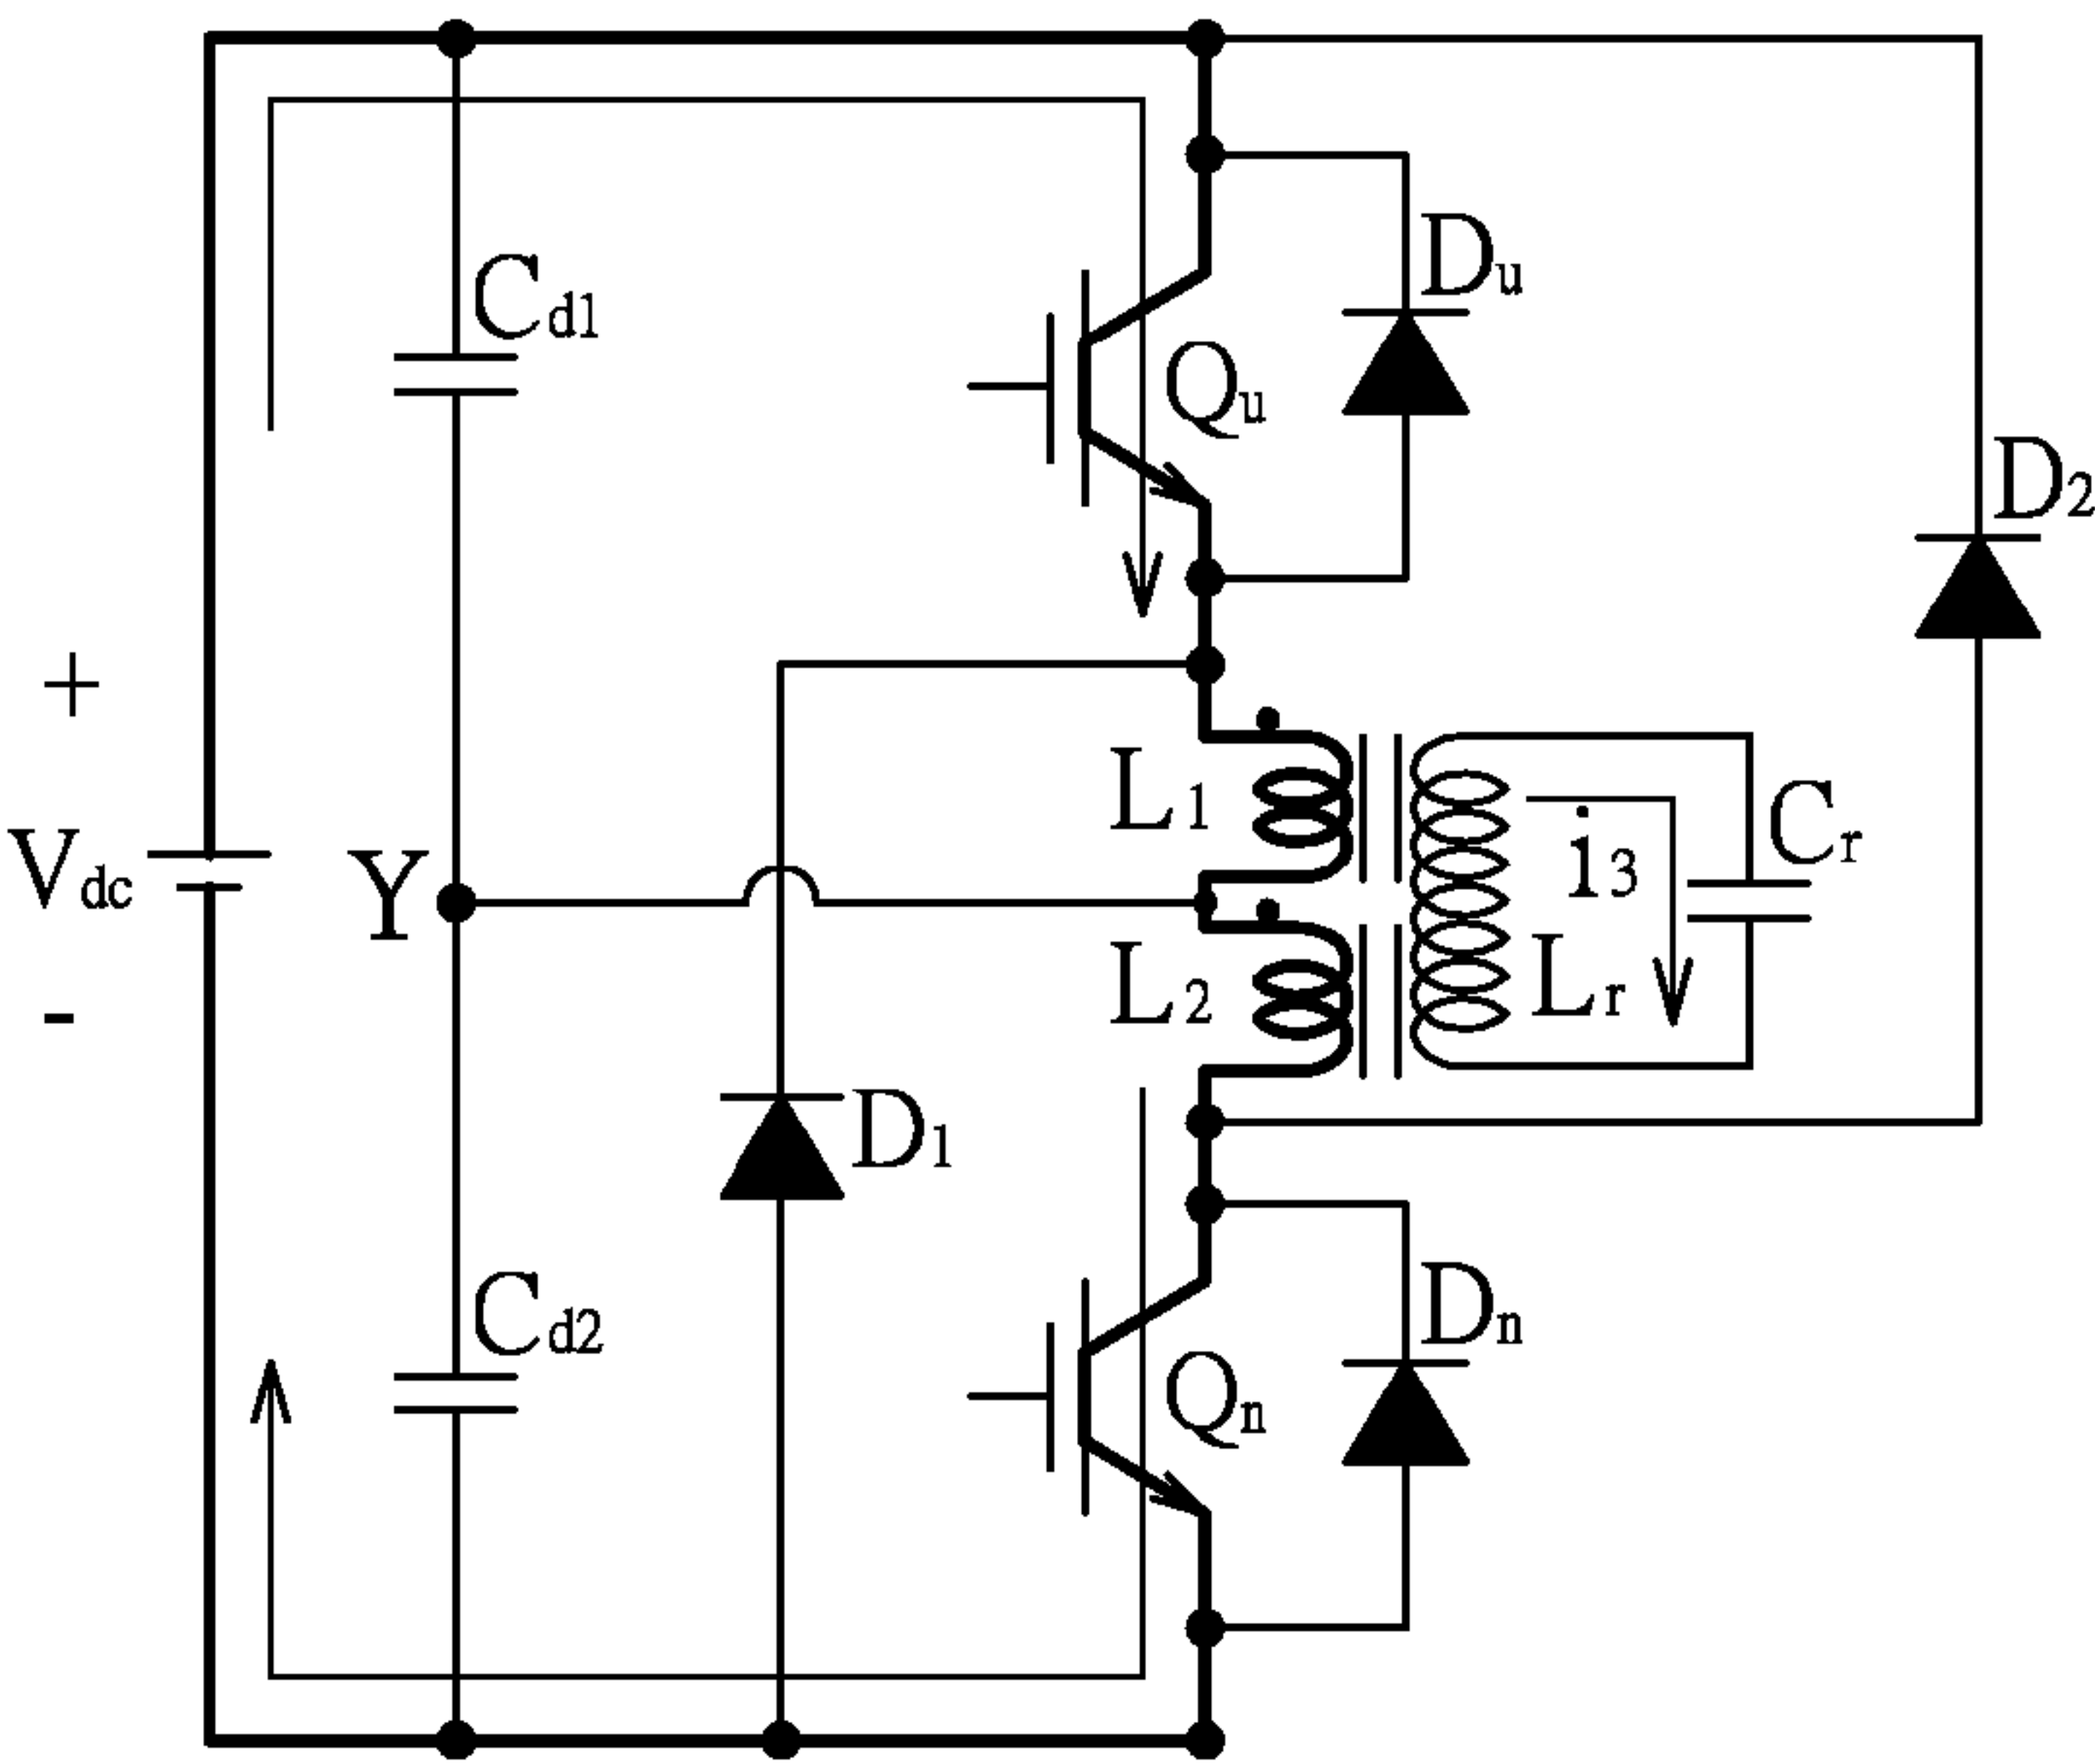 Du
Cd1
Qu
D2
+
L1
Cr
Vdc
Y
i3
L2
Lr
-
D1
Cd2
Dn
Qn